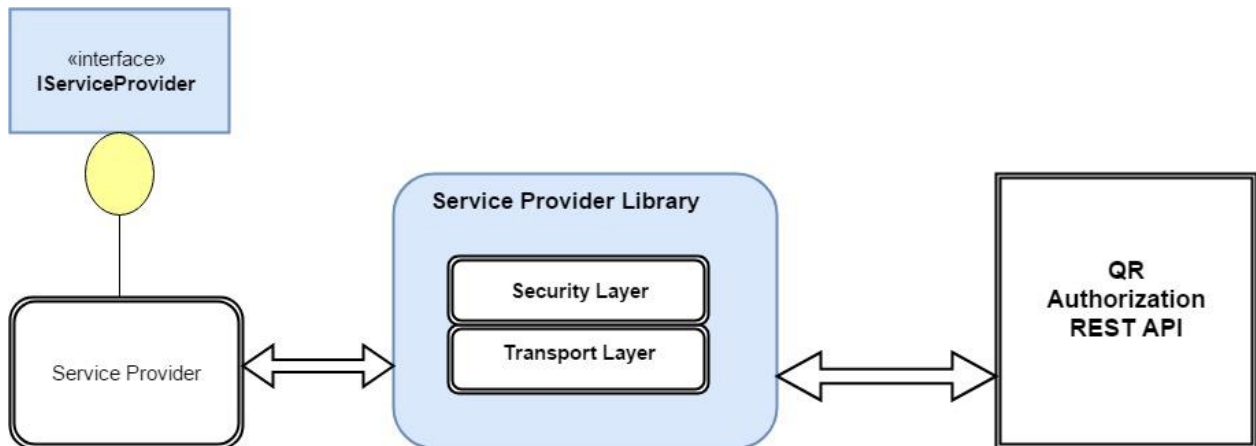 «interface»
IServiceProvider
Service Provider Library
Security Layer
Transport Layer
Service Provider
QR
Authorization
REST API